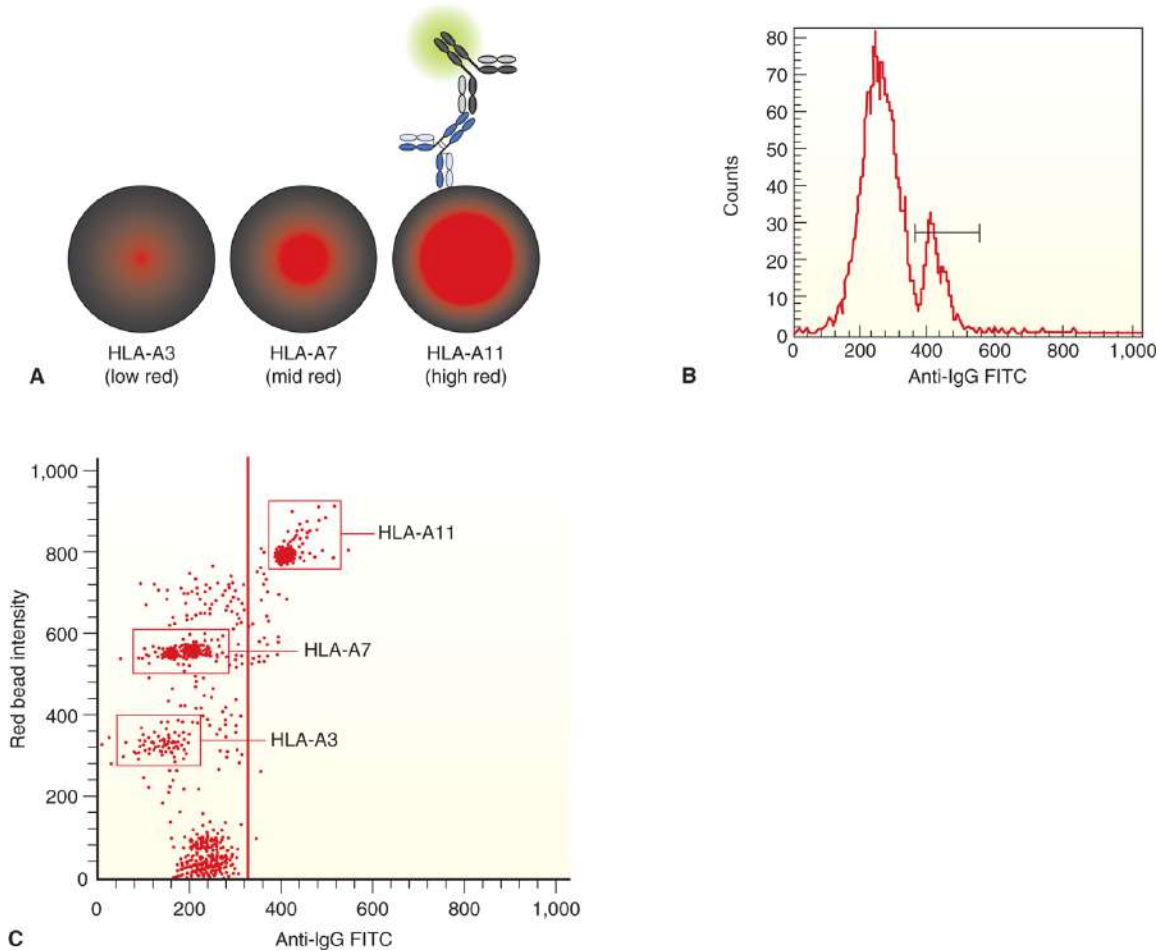 HLA-A3
(low red)
HLA-A7
(mid red)
HLA-A11
(high red)
A
80
70
60
50
40
30
20
10
0
Counts
0 200 400 600 800 1,000
Anti-IgG FITC
B
1,000
800
600
400
200
0
Red bead intensity
HLA-A11
HLA-A7
HLA-A3
0 200 400 600 800 1,000
Anti-IgG FITC
C